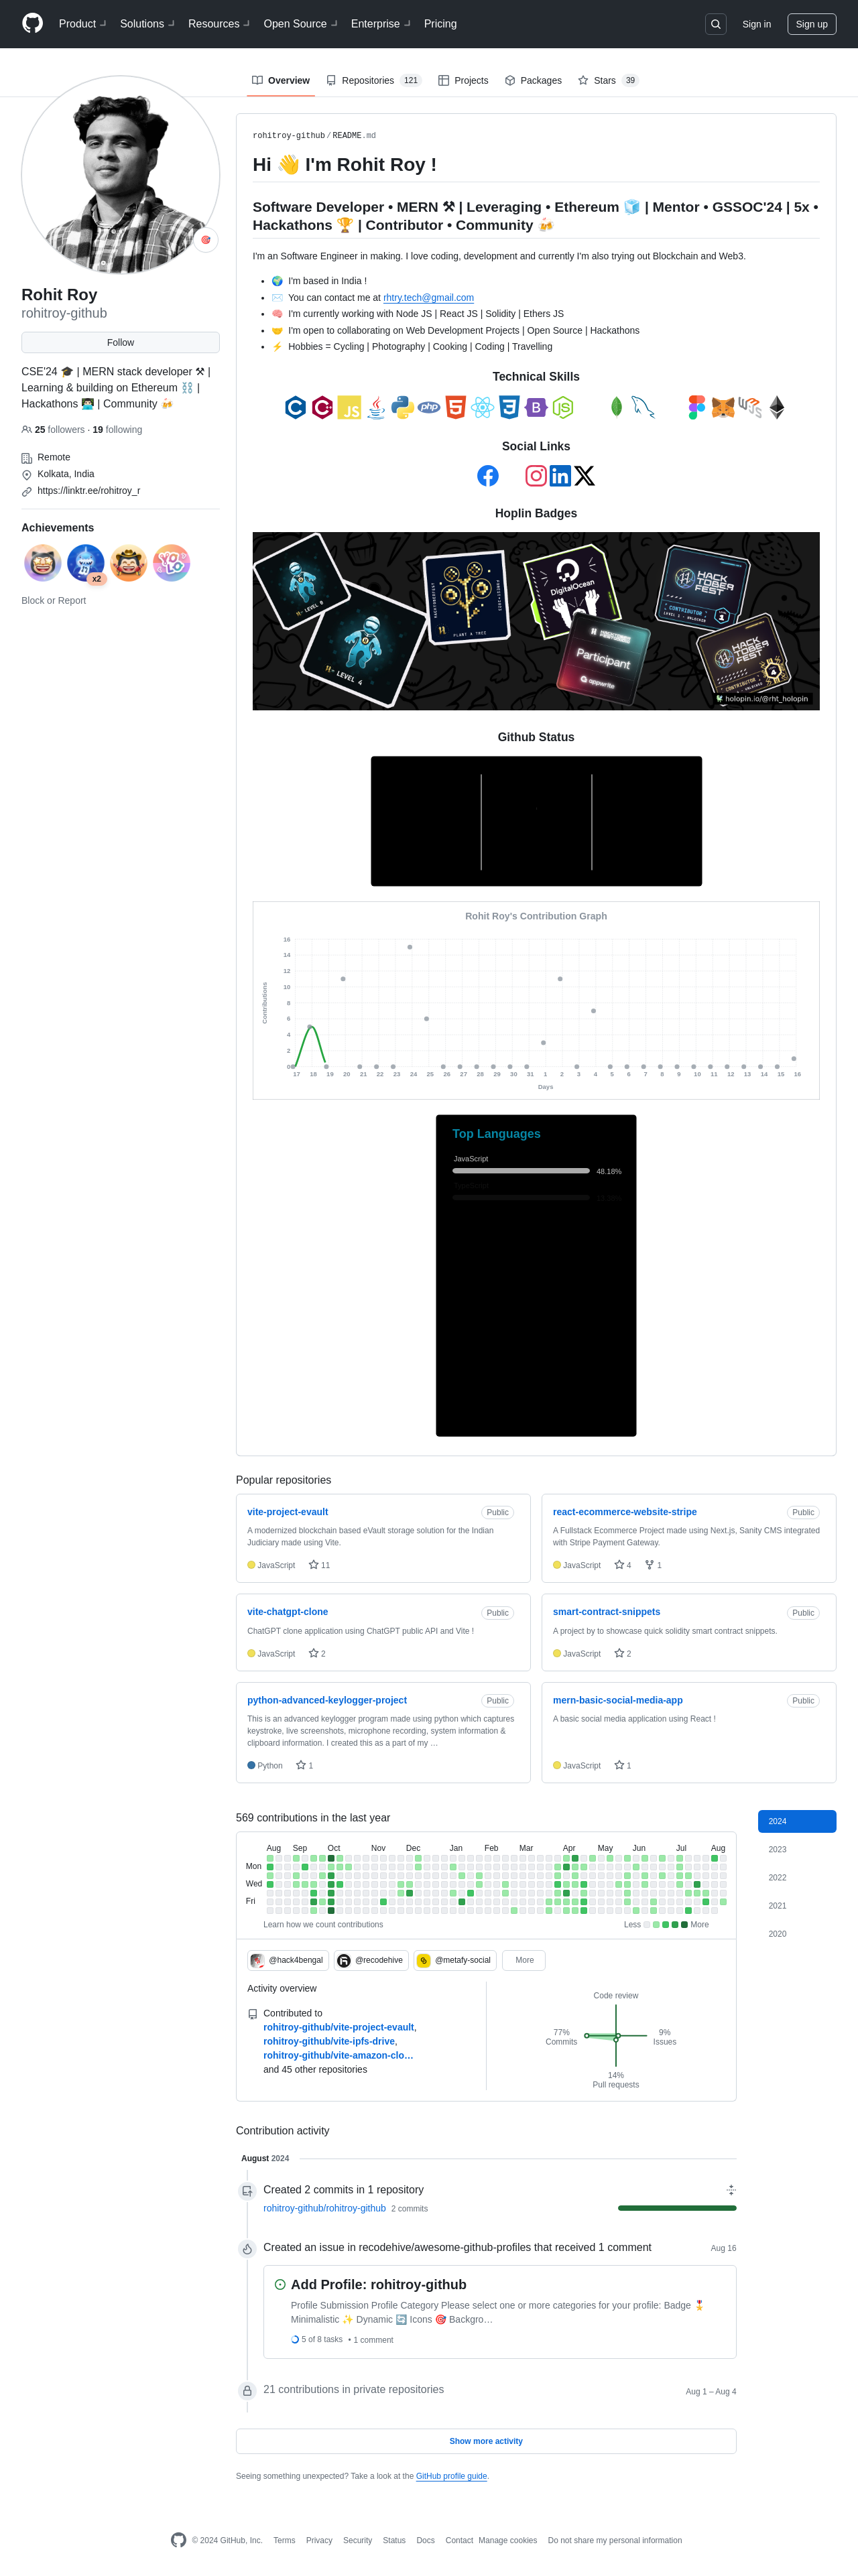 Product Solutions Resources Open Source Enterprise Pricing Sign in Sign up
Overview Repositories 121 Projects Packages Stars 39
Rohit Roy
rohitroy-github
Follow
CSE'24 🎓 | MERN stack developer ⚒ |
Learning & building on Ethereum ⛓️ |
Hackathons 👨🏻‍💻 | Community 🍻
25 followers · 19 following
Remote
Kolkata, India
https://linktr.ee/rohitroy_r
Achievements
x2
Block or Report
rohitroy-github/README.md
Hi 👋 I'm Rohit Roy !
Software Developer • MERN ⚒ | Leveraging • Ethereum 🧊 | Mentor • GSSOC'24 | 5x •
Hackathons 🏆 | Contributor • Community 🍻
I'm an Software Engineer in making. I love coding, development and currently I'm also trying out Blockchain and Web3.
• 🌍 I'm based in India !
• ✉️ You can contact me at rhtry.tech@gmail.com
• 🧠 I'm currently working with Node JS | React JS | Solidity | Ethers JS
• 🤝 I'm open to collaborating on Web Development Projects | Open Source | Hackathons
• ⚡ Hobbies = Cycling | Photography | Cooking | Coding | Travelling
Technical Skills
JS php
Social Links
Hoplin Badges
LEVEL 4
PLANT A TREE
DigitalOcean
Participant
appwrite
HACKTOBERFEST
CONTRIBUTOR
HACKTOBERFEST
CONTRIBUTOR
holopin.io/@rht_holopin
Github Status
Rohit Roy's Contribution Graph
16
14
12
10
8
6
4
2
0
Contributions
17 18 19 20 21 22 23 24 25 26 27 28 29 30 31 1 2 3 4 5 6 7 8 9 10 11 12 13 14 15 16
Days
Top Languages
JavaScript
48.18%
Popular repositories
vite-project-evault Public
A modernized blockchain based eVault storage solution for the Indian
Judiciary made using Vite.
JavaScript 11
react-ecommerce-website-stripe Public
A Fullstack Ecommerce Project made using Next.js, Sanity CMS integrated
with Stripe Payment Gateway.
JavaScript 4 1
vite-chatgpt-clone Public
ChatGPT clone application using ChatGPT public API and Vite !
JavaScript 2
smart-contract-snippets Public
A project by to showcase quick solidity smart contract snippets.
JavaScript 2
python-advanced-keylogger-project Public
This is an advanced keylogger program made using python which captures
keystroke, live screenshots, microphone recording, system information &
clipboard information. I created this as a part of my …
Python 1
mern-basic-social-media-app Public
A basic social media application using React !
JavaScript 1
569 contributions in the last year
2024
2023
2022
2021
2020
Aug Sep Oct Nov Dec Jan Feb Mar Apr May Jun Jul Aug
Mon
Wed
Fri
Learn how we count contributions Less More
@hack4bengal @recodehive @metafy-social More
Activity overview
Contributed to
rohitroy-github/vite-project-evault,
rohitroy-github/vite-ipfs-drive,
rohitroy-github/vite-amazon-clo…
and 45 other repositories
Code review
77%
Commits
9%
Issues
14%
Pull requests
Contribution activity
August 2024
Created 2 commits in 1 repository
rohitroy-github/rohitroy-github 2 commits
Created an issue in recodehive/awesome-github-profiles that received 1 comment Aug 16
Add Profile: rohitroy-github
Profile Submission Profile Category Please select one or more categories for your profile: Badge 🎖️
Minimalistic ✨ Dynamic 🔄 Icons 🎯 Backgro…
5 of 8 tasks • 1 comment
21 contributions in private repositories Aug 1 – Aug 4
Show more activity
Seeing something unexpected? Take a look at the GitHub profile guide.
© 2024 GitHub, Inc. Terms Privacy Security Status Docs Contact Manage cookies Do not share my personal information